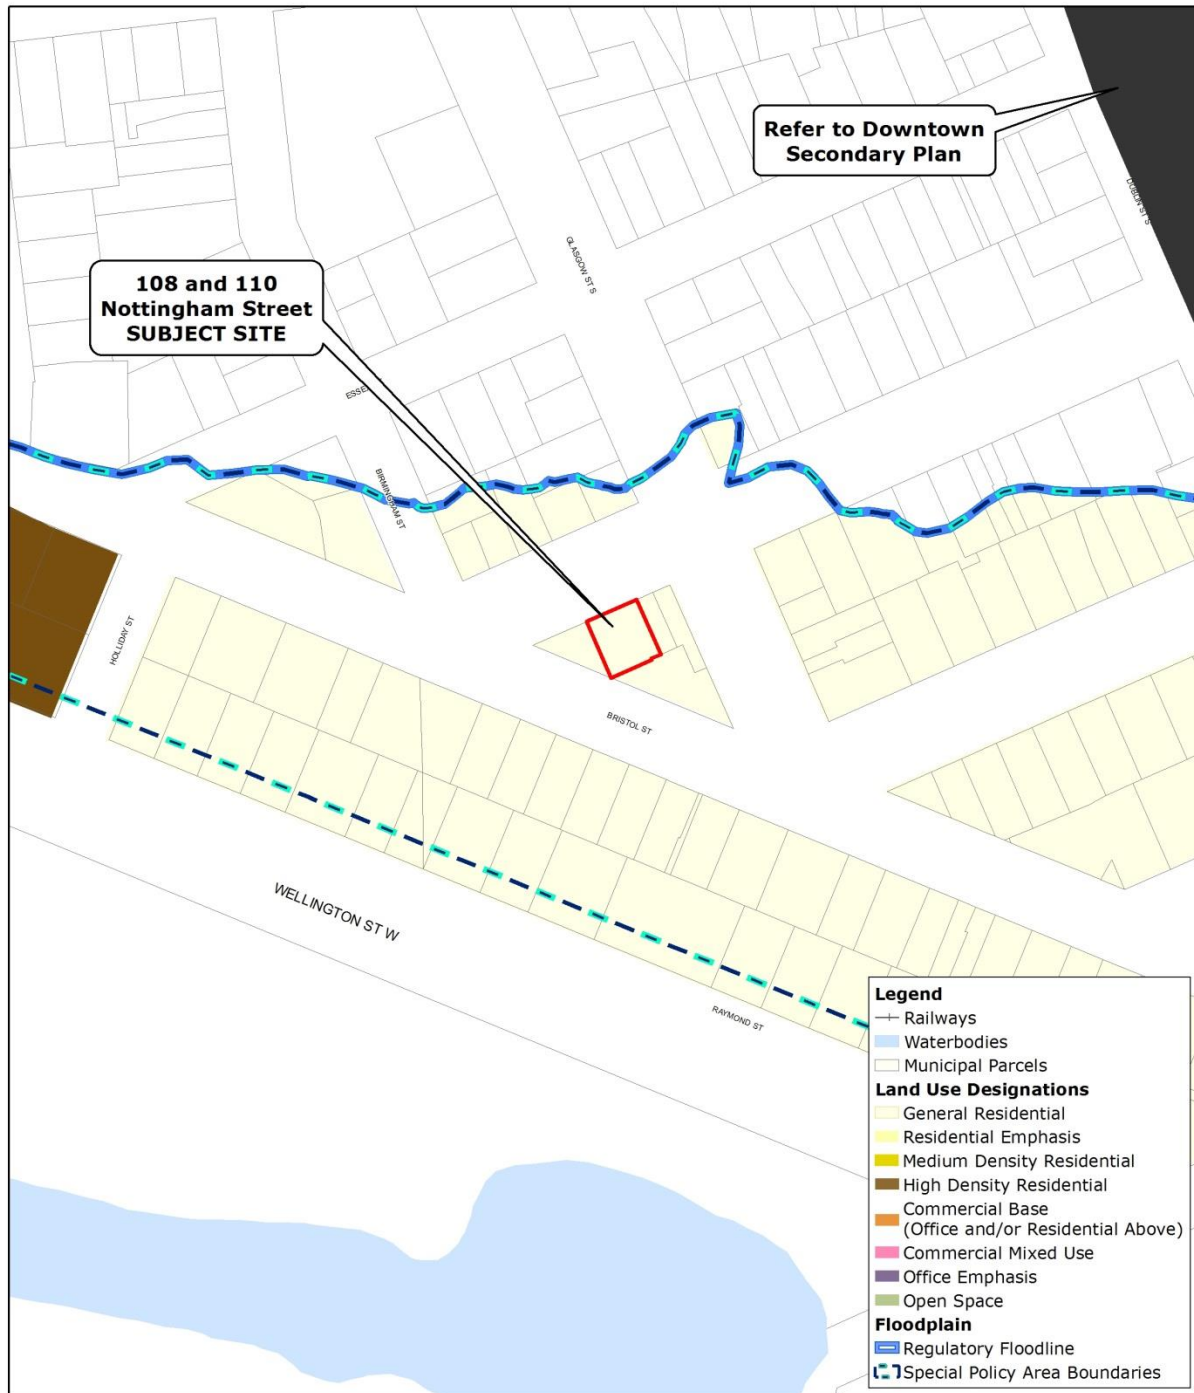 Refer to Downtown
Secondary Plan
DUBLIN ST S
GLASGOW ST S
108 and 110
Nottingham Street
SUBJECT SITE
BIRMINGHAM ST
HOLLIDAY ST
BRISTOL ST
WELLINGTON ST W
RAYMOND ST
Legend
Railways
Waterbodies
Municipal Parcels
Land Use Designations
General Residential
Residential Emphasis
Medium Density Residential
High Density Residential
Commercial Base
(Office and/or Residential Above)
Commercial Mixed Use
Office Emphasis
Open Space
Floodplain
Regulatory Floodline
Special Policy Area Boundaries